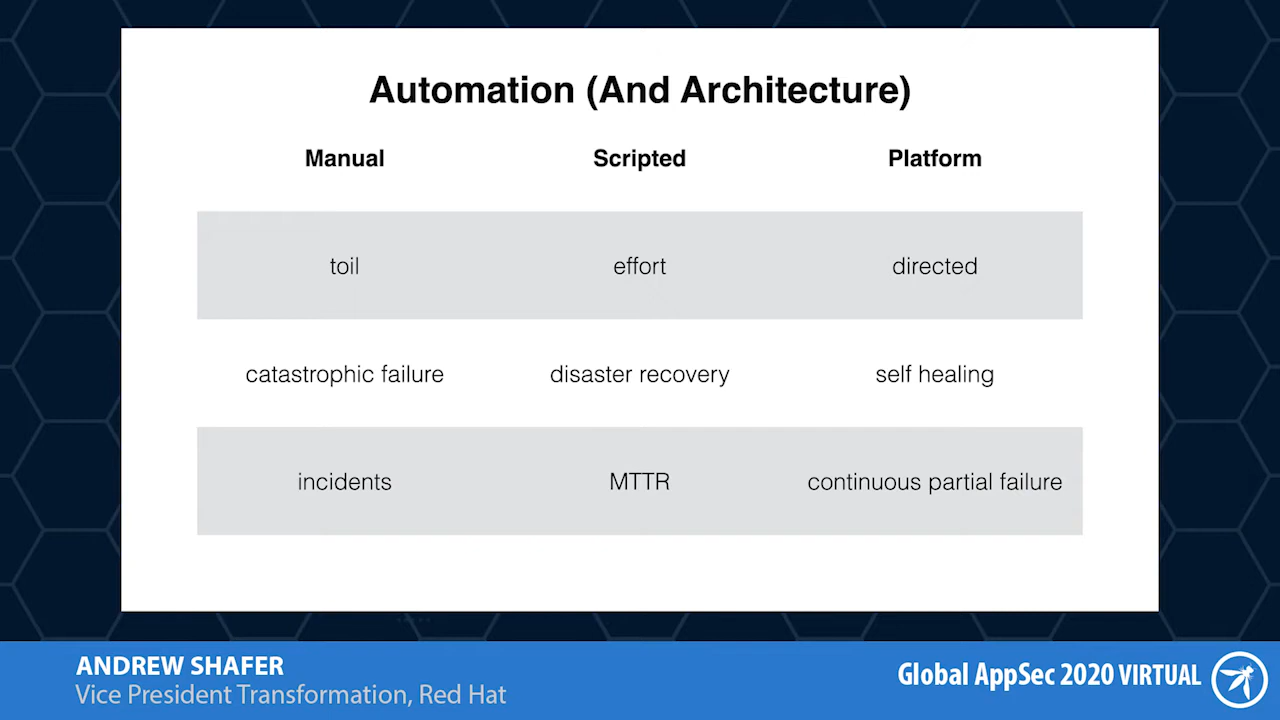 Automation (And Architecture)
Manual Scripted Platform
toil effort directed
catastrophic failure disaster recovery self healing
incidents MTTR continuous partial failure
ANDREW SHAFER
Vice President Transformation, Red Hat
Global AppSec 2020 VIRTUAL